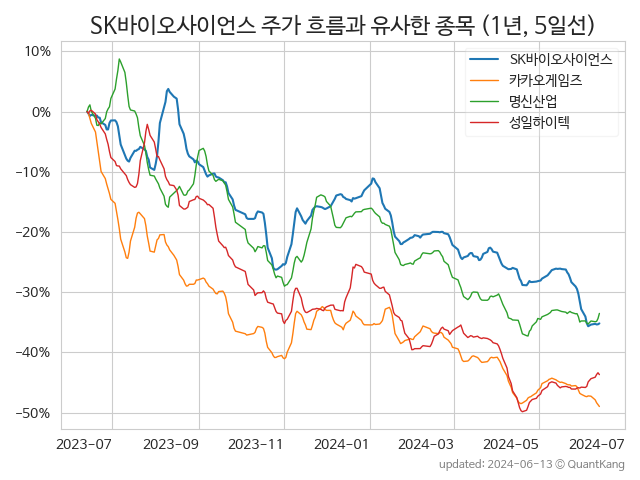 SK바이오사이언스 주가 흐름과 유사한 종목 (1년, 5일선)
SK바이오사이언스
카카오게임즈
명신산업
성일하이텍
10%
0%
−10%
−20%
−30%
−40%
−50%
2023-07 2023-09 2023-11 2024-01 2024-03 2024-05 2024-07
updated: 2024-06-13 © QuantKang